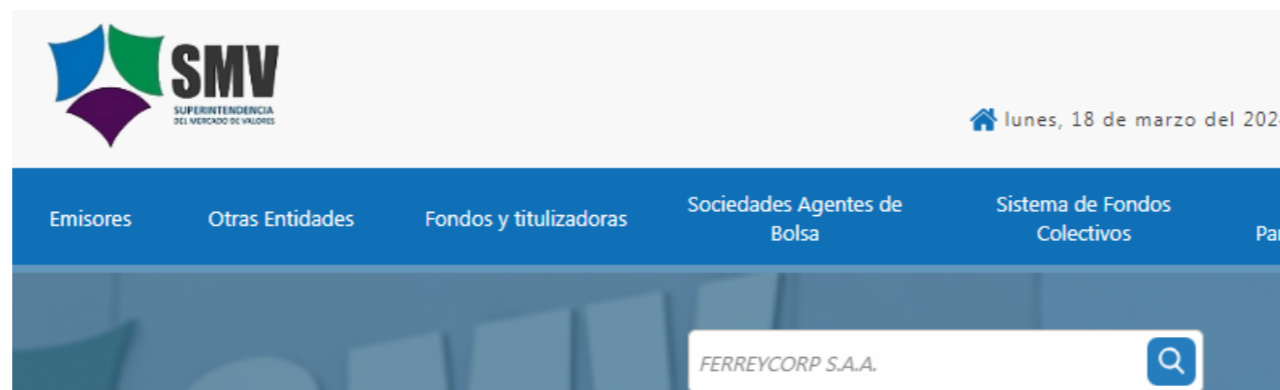 SMV
SUPERINTENDENCIA
DEL MERCADO DE VALORES
lunes, 18 de marzo del 202
Emisores
Otras Entidades
Fondos y titulizadoras
Sociedades Agentes de
Bolsa
Sistema de Fondos
Colectivos
FERREYCORP S.A.A.